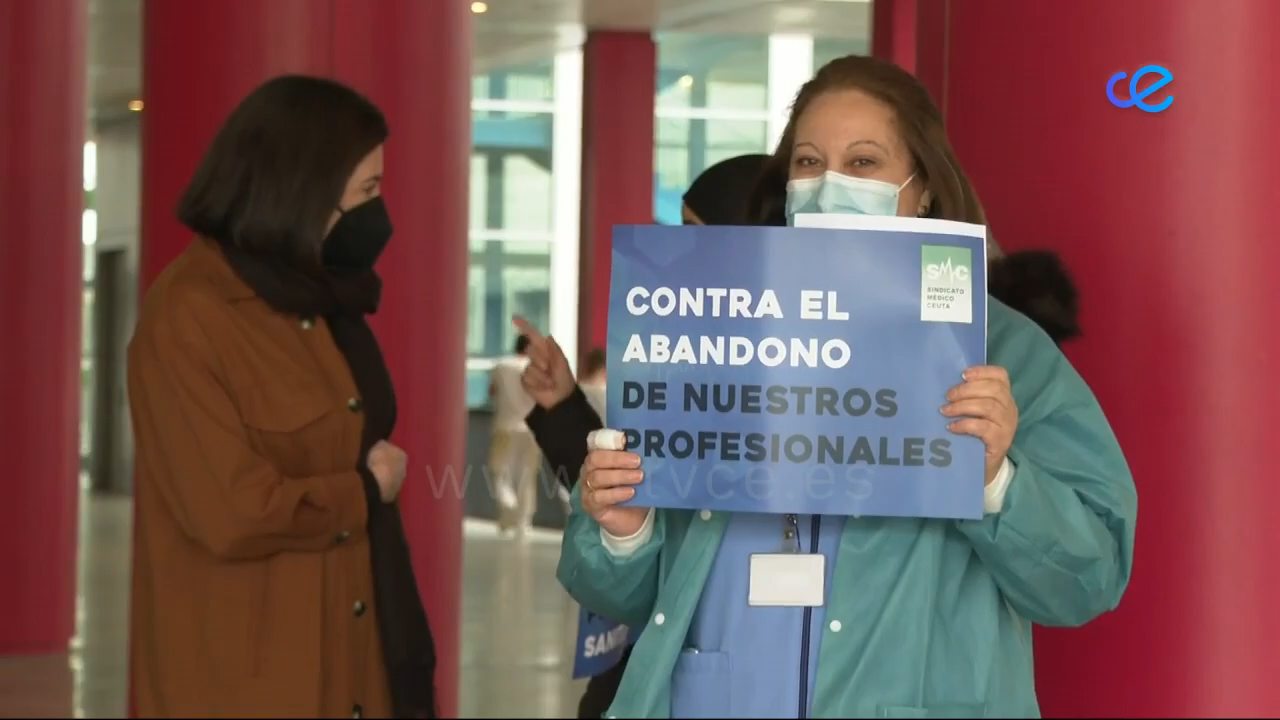 ce
SMC
SINDICATO
MÉDICO
CEUTA
CONTRA EL
ABANDONO
DE NUESTROS
PROFESIONALES
www.rtvce.es